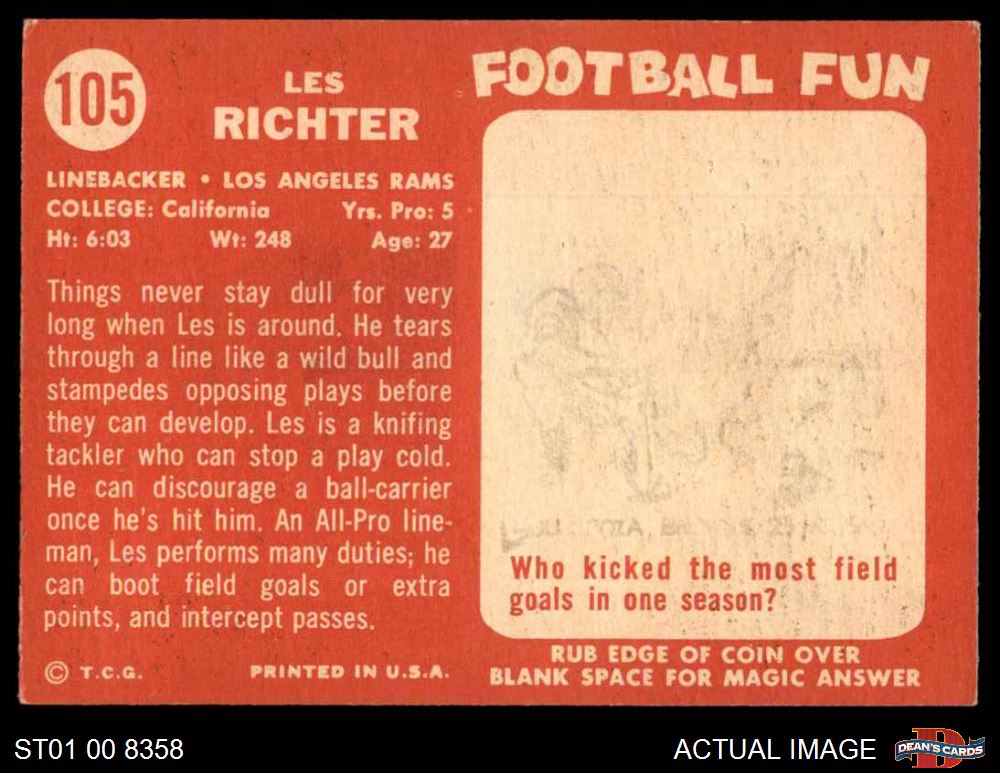 105
LES
RICHTER
LINEBACKER • LOS ANGELES RAMS
COLLEGE: California Yrs. Pro: 5
Ht: 6:03 Wt: 248 Age: 27
Things never stay dull for very
long when Les is around. He tears
through a line like a wild bull and
stampedes opposing plays before
they can develop. Les is a knifing
tackler who can stop a play cold.
He can discourage a ball-carrier
once he's hit him. An All-Pro line-
man, Les performs many duties; he
can boot field goals or extra
points, and intercept passes.
© T.C.G. PRINTED IN U.S.A.
FOOTBALL FUN
Who kicked the most field
goals in one season?
RUB EDGE OF COIN OVER
BLANK SPACE FOR MAGIC ANSWER
ST01 00 8358
ACTUAL IMAGE
DEAN'S CARDS